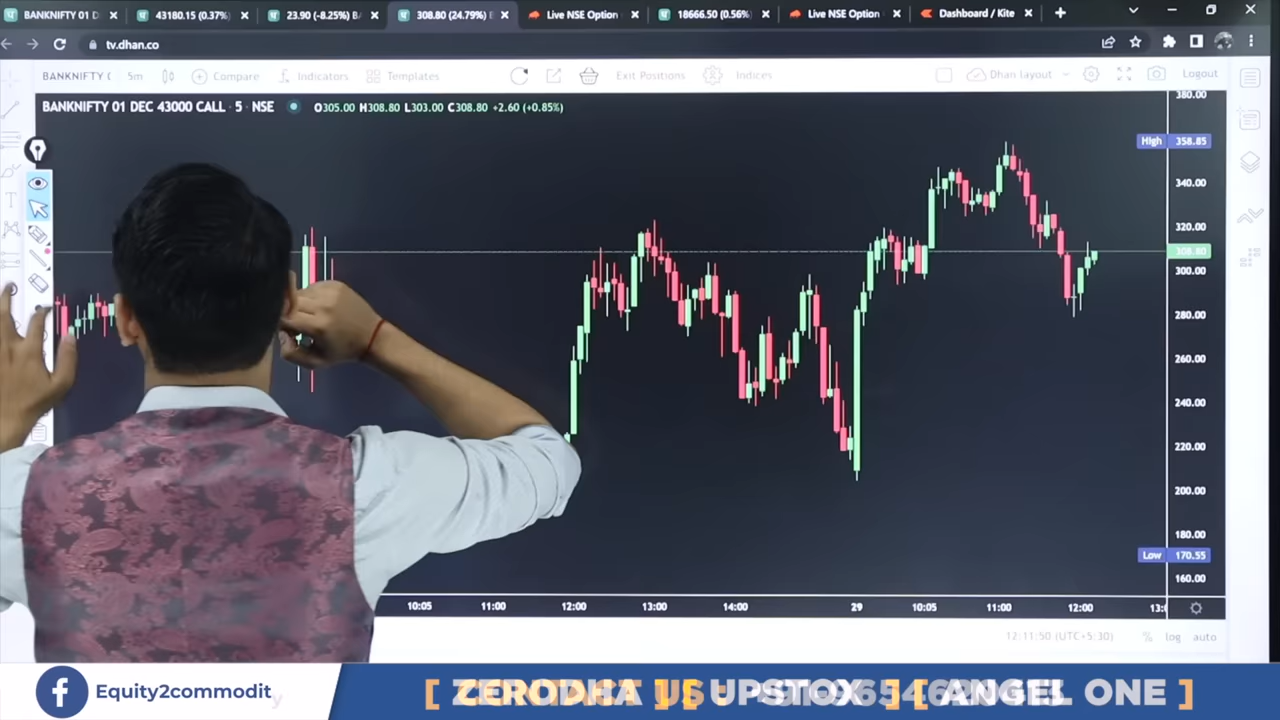 BANKNIFTY 01 D
43180.15 (0.37%)
23.90 (-8.25%) B
308.80 (24.79%) B
Live NSE Option
18666.50 (0.56%)
Live NSE Option
Dashboard / Kite
tv.dhan.co
BANKNIFTY
5m
Compare
Indicators
Templates
Exit Positions
Indices
Dhan layout
Logout
BANKNIFTY 01 DEC 43000 CALL · 5 · NSE
O305.00 H308.80 L303.00 C308.80 +2.60 (+0.85%)
380.00
High 358.85
340.00
320.00
308.80
300.00
280.00
260.00
240.00
220.00
200.00
180.00
Low 170.55
160.00
10:05 11:00 12:00 13:00 14:00 29 10:05 11:00 12:00
12:11:50 (UTC+5:30) % log auto
Equity2commodit
UPSTOX ] [ ANGEL ONE ]